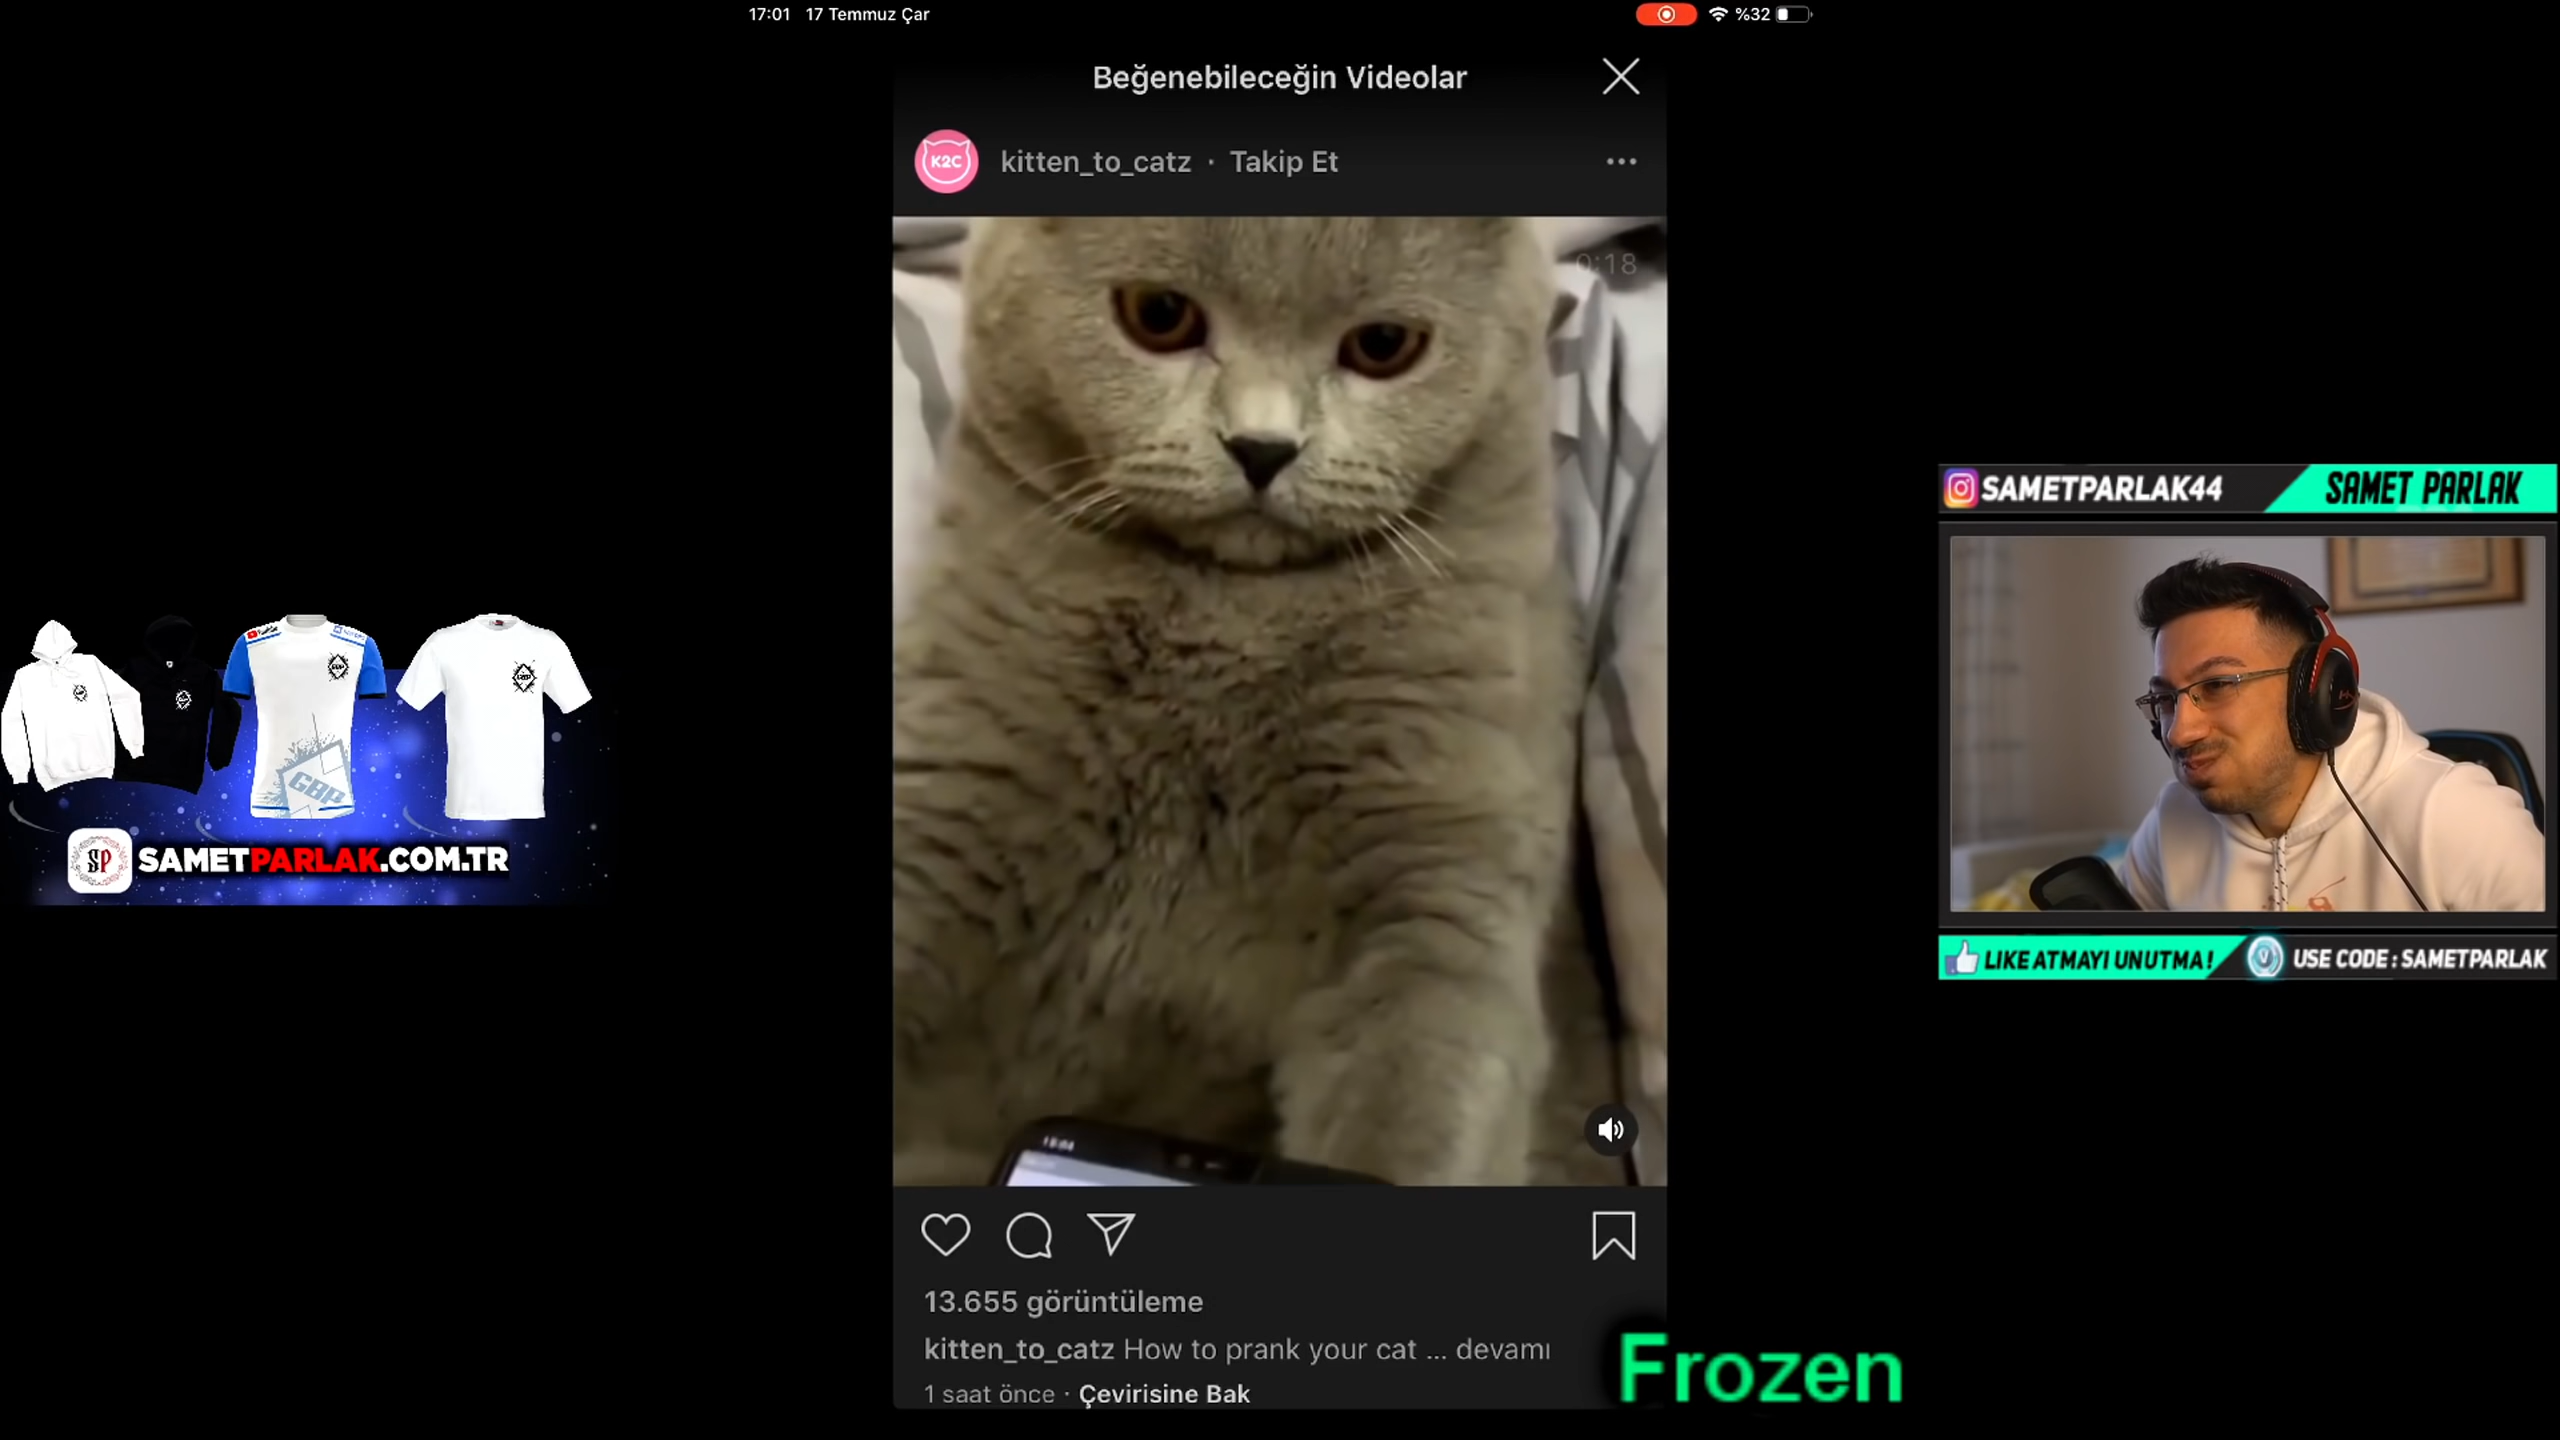 17:01 17 Temmuz Çar
%32
Beğenebileceğin Videolar
K2C
kitten_to_catz · Takip Et
0:18
SAMETPARLAK44
SAMET PARLAK
GBP
SP
SAMETPARLAK.COM.TR
LIKE ATMAYI UNUTMA!
USE CODE : SAMETPARLAK
13.655 görüntüleme
kitten_to_catz How to prank your cat ... devamı
1 saat önce · Çevirisine Bak
Frozen